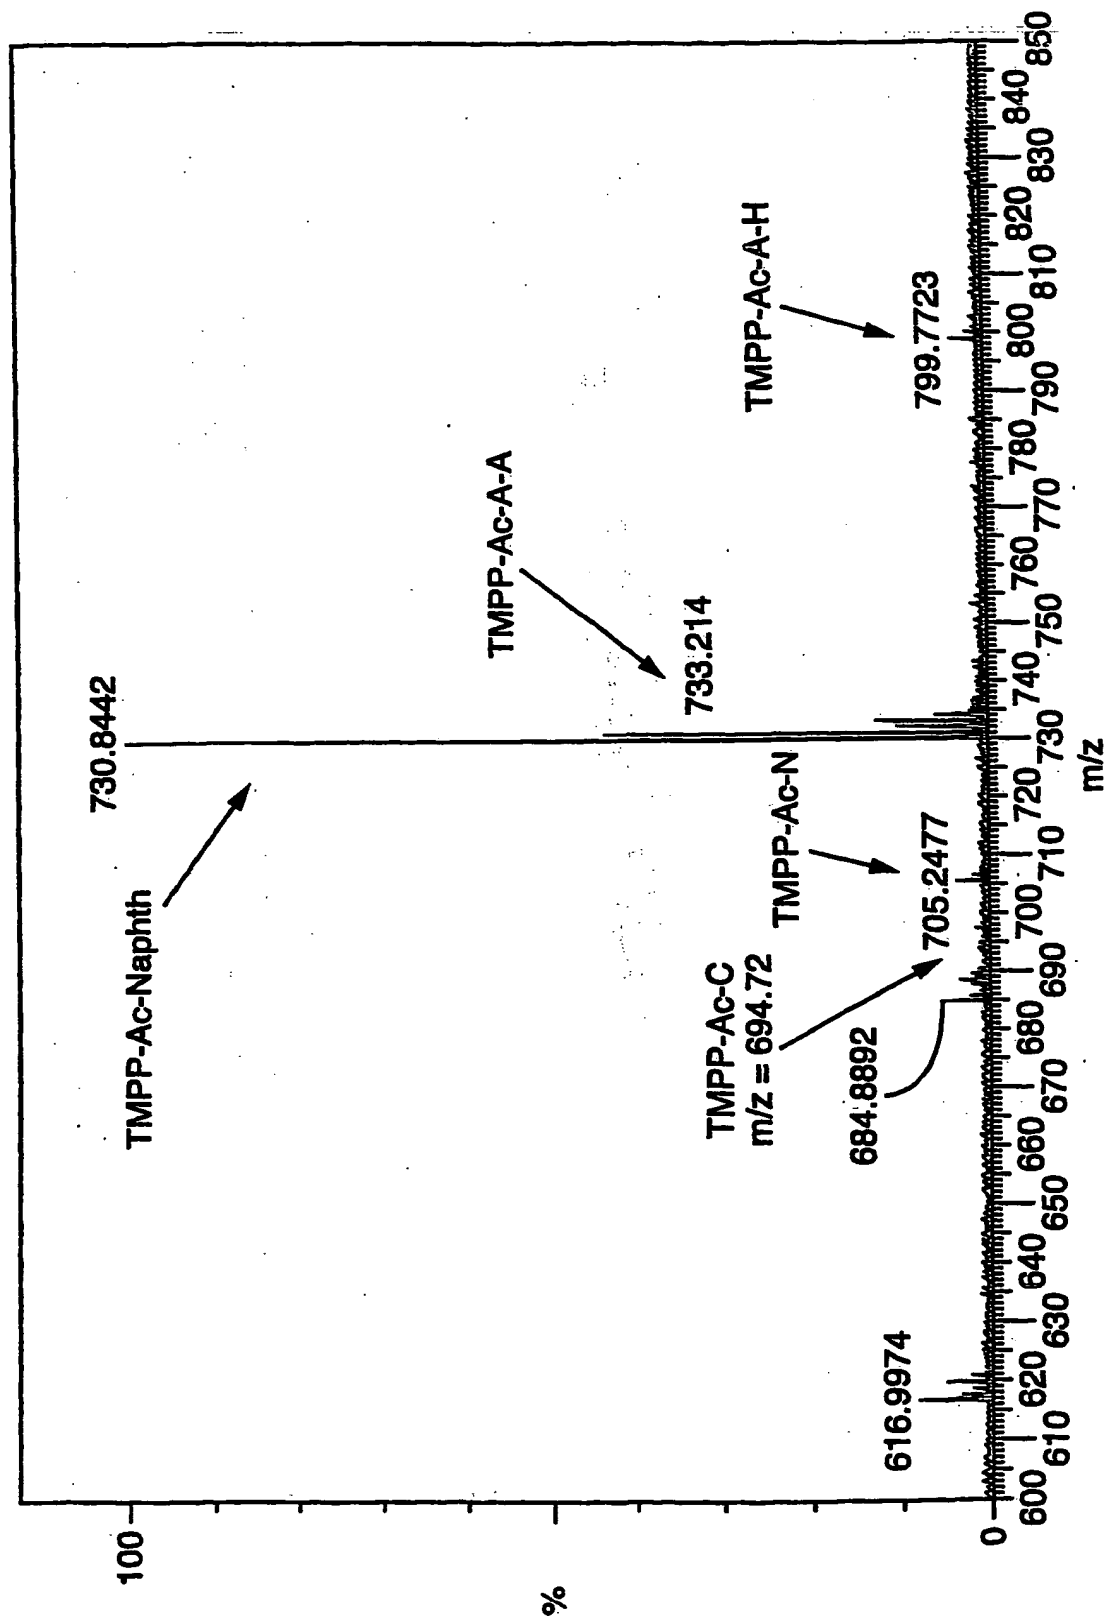 730.8442
TMPP-Ac-Naphth
TMPP-Ac-A-A
733.214
TMPP-Ac-A-H
799.7723
TMPP-Ac-C
m/z = 694.72
TMPP-Ac-N
705.2477
684.8892
616.9974
100
%
0
600 610 620 630 640 650 660 670 680 690 700 710 720 730 740 750 760 770 780 790 800 810 820 830 840 850
m/z